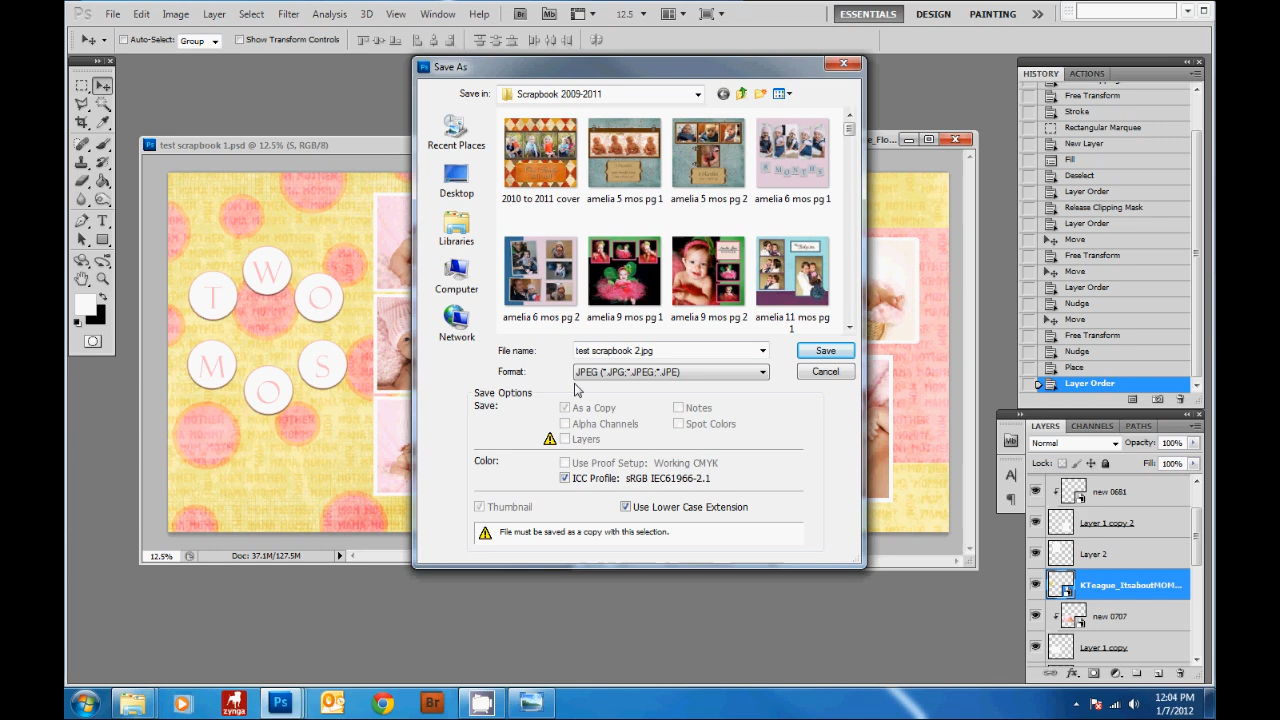 Ps File Edit Image Layer Select Filter Analysis 3D View Window Help Br Mb 12.5 ESSENTIALS DESIGN PAINTING
Auto-Select: Group Show Transform Controls
Save As
Save in: Scrapbook 2009-2011
Recent Places
Desktop
Libraries
Computer
Network
2010 to 2011 cover amelia 5 mos pg 1 amelia 5 mos pg 2 amelia 6 mos pg 1
amelia 6 mos pg 2 amelia 9 mos pg 1 amelia 9 mos pg 2 amelia 11 mos pg 1
File name: test scrapbook 2.jpg Save
Format: JPEG (*.JPG;*.JPEG;*.JPE) Cancel
Save Options
Save: As a Copy Notes
Alpha Channels Spot Colors
Layers
Color: Use Proof Setup: Working CMYK
ICC Profile: sRGB IEC61966-2.1
Thumbnail Use Lower Case Extension
File must be saved as a copy with this selection.
test scrapbook 1.psd @ 12.5% (S, RGB/8)
e_Flo...
TWO
MOS
12.5% Doc: 37.1M/127.5M
HISTORY ACTIONS
Free Transform
Stroke
Rectangular Marquee
New Layer
Fill
Deselect
Layer Order
Release Clipping Mask
Layer Order
Move
Free Transform
Move
Layer Order
Nudge
Move
Free Transform
Nudge
Place
Layer Order
LAYERS CHANNELS PATHS
Normal Opacity: 100%
Lock: Fill: 100%
new 0681
Layer 1 copy 2
Layer 2
KTeague_ItsaboutMOM...
new 0707
Layer 1 copy
zynga Ps Br
12:04 PM
1/7/2012